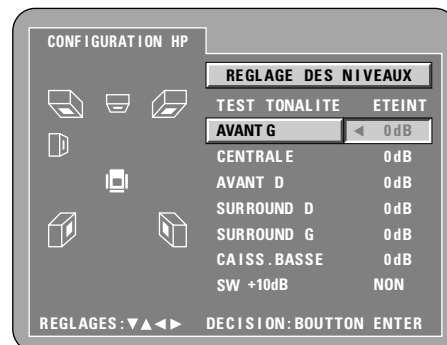 CONFIGURATION HP
REGLAGE DES NIVEAUX
TEST TONALITE ETEINT
AVANT G ◄ 0dB
CENTRALE 0dB
AVANT D 0dB
SURROUND D 0dB
SURROUND G 0dB
CAISS.BASSE 0dB
SW +10dB NON
REGLAGES:▼▲◄► DECISION:BOUTTON ENTER